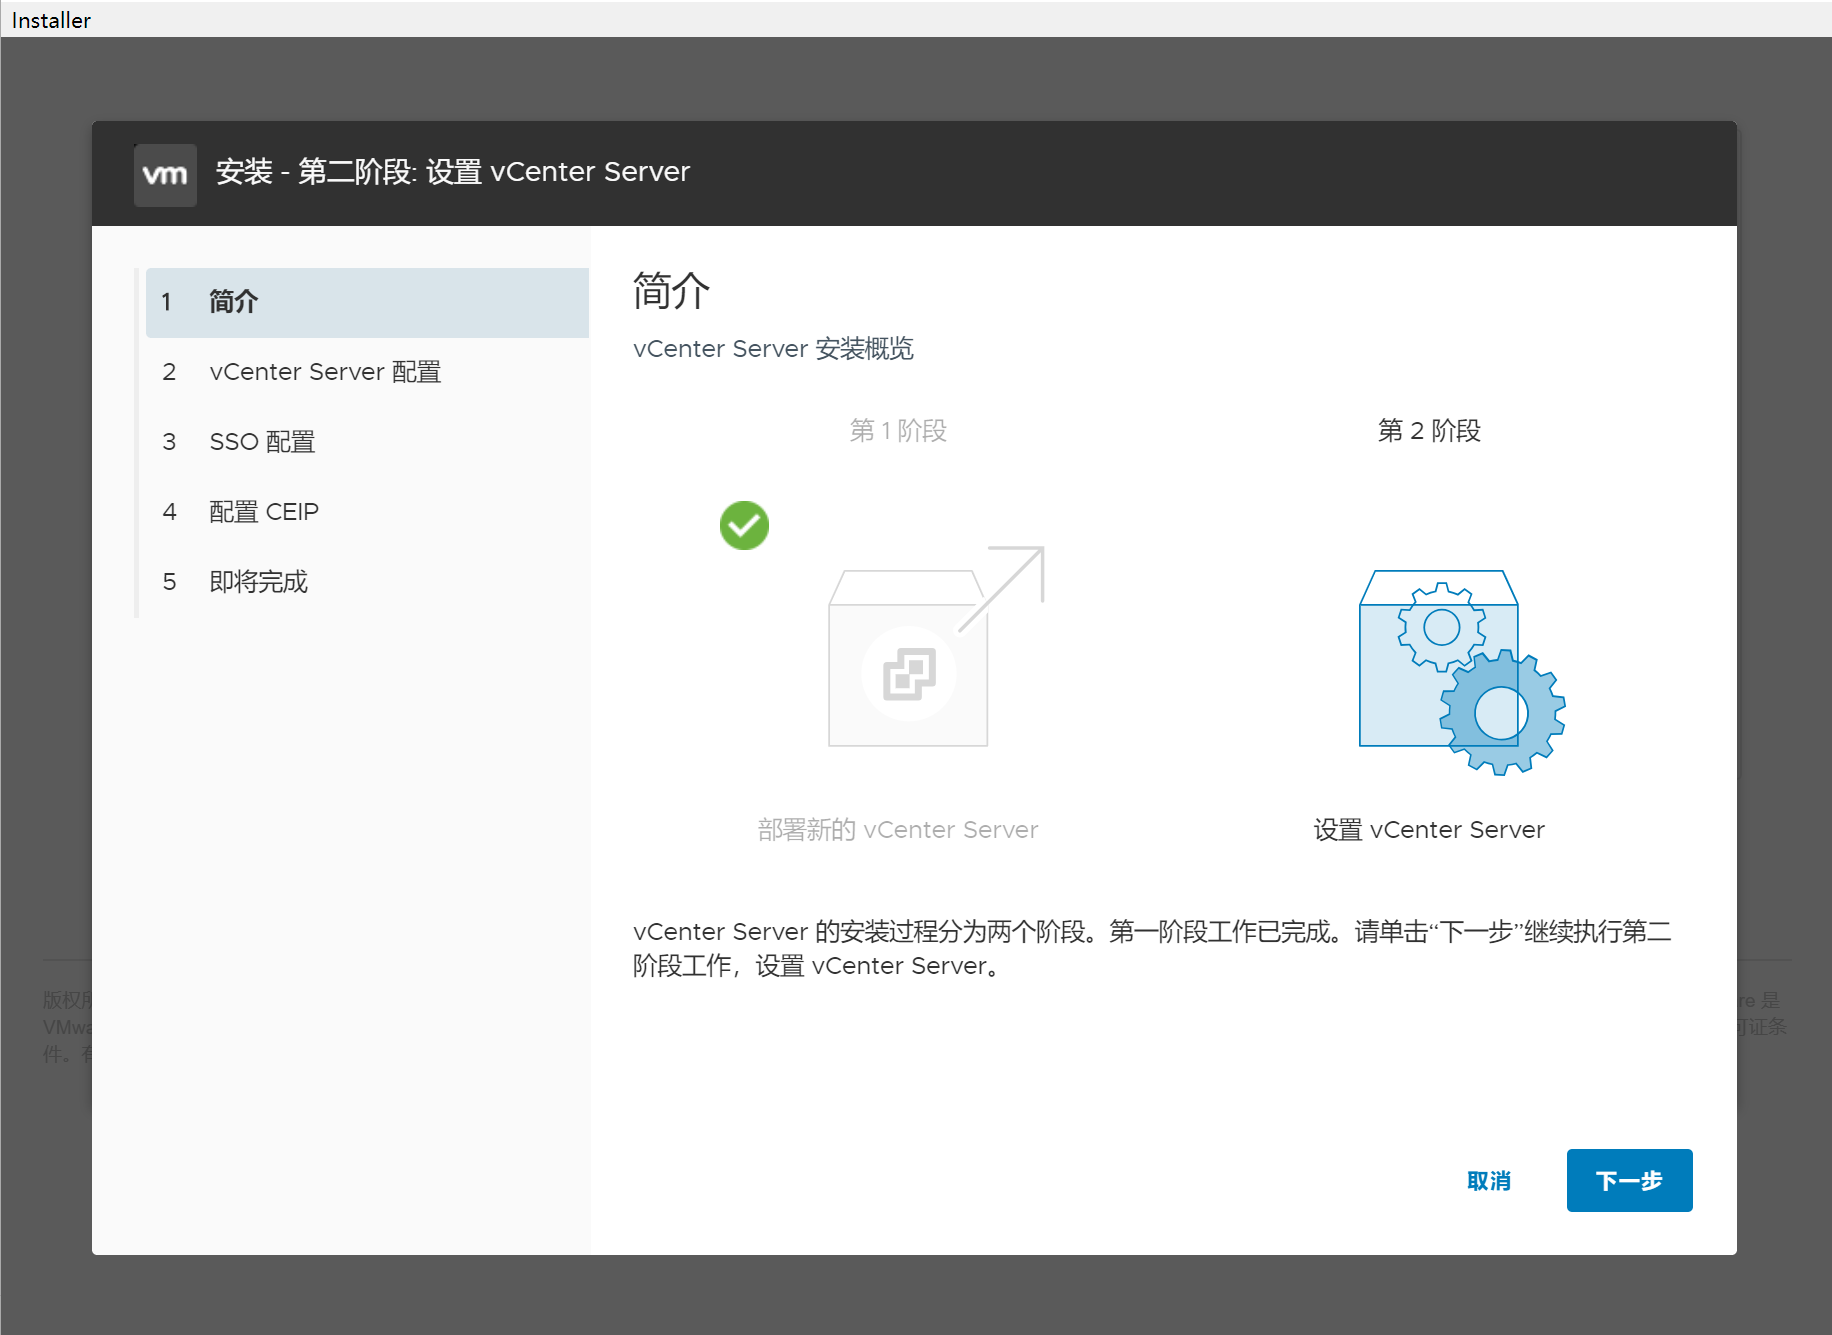 Installer
vm
安装 - 第二阶段: 设置 vCenter Server
1 简介
2 vCenter Server 配置
3 SSO 配置
4 配置 CEIP
5 即将完成
简介
vCenter Server 安装概览
第 1 阶段
第 2 阶段
部署新的 vCenter Server
设置 vCenter Server
vCenter Server 的安装过程分为两个阶段。第一阶段工作已完成。请单击“下一步”继续执行第二
阶段工作，设置 vCenter Server。
版权
re 是
VMwa
可证条
件。有
取消
下一步